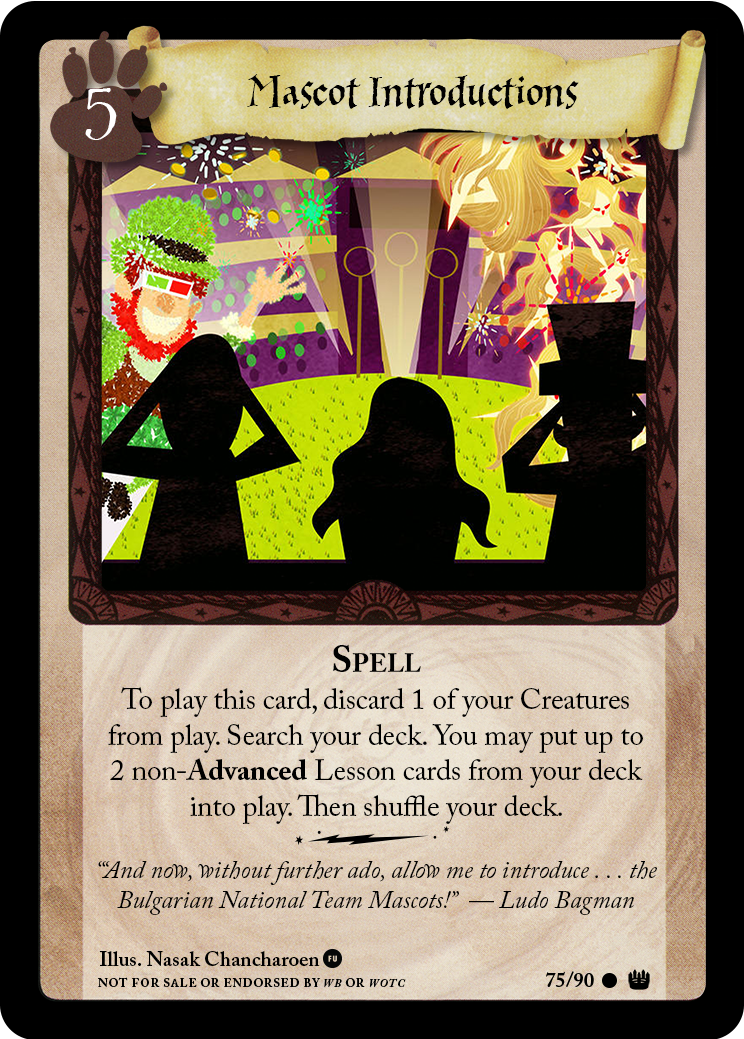 5
Mascot Introductions
Spell
To play this card, discard 1 of your Creatures
from play. Search your deck. You may put up to
2 non-Advanced Lesson cards from your deck
into play. Then shuffle your deck.
“And now, without further ado, allow me to introduce . . . the
Bulgarian National Team Mascots!” — Ludo Bagman
Illus. Nasak Chancharoen FU
NOT FOR SALE OR ENDORSED BY WB OR WOTC
75/90